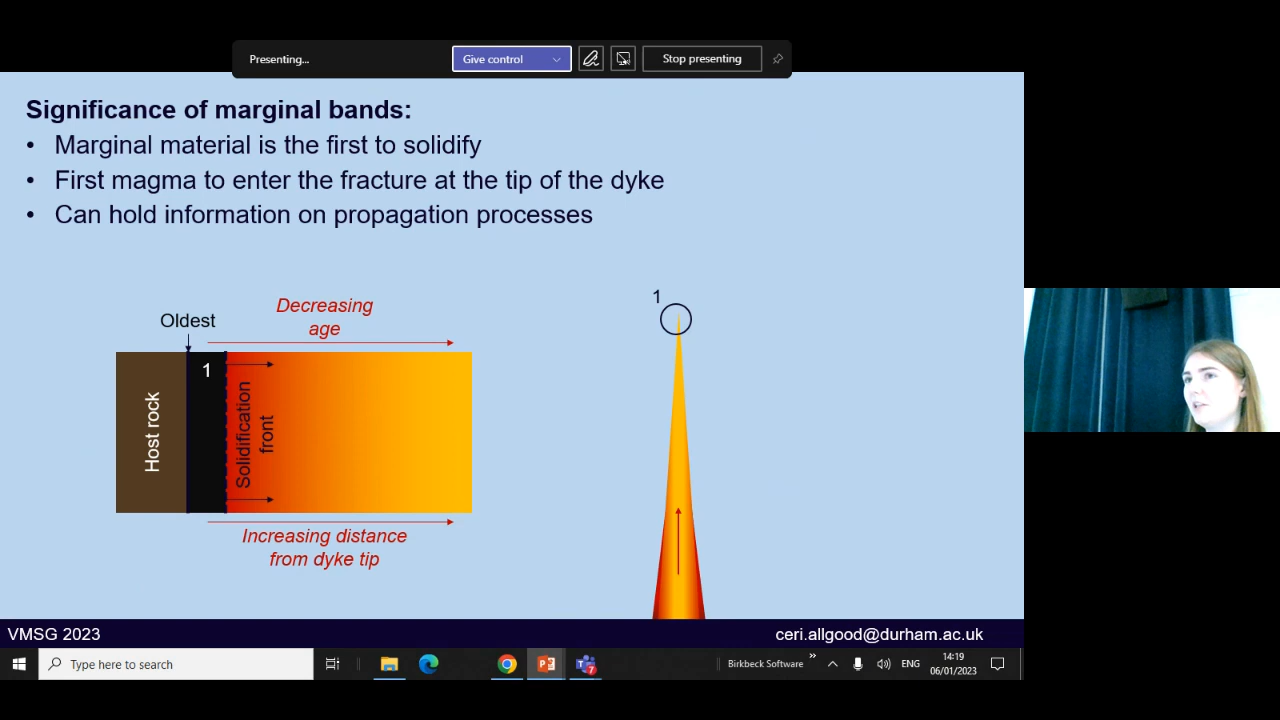 Presenting...
Give control
Stop presenting
Significance of marginal bands:
• Marginal material is the first to solidify
• First magma to enter the fracture at the tip of the dyke
• Can hold information on propagation processes
Decreasing
age
Oldest
1
Host rock
Solidification
front
Increasing distance
from dyke tip
1
VMSG 2023
ceri.allgood@durham.ac.uk
Type here to search
7
Birkbeck Software
»
ENG
14:19
06/01/2023